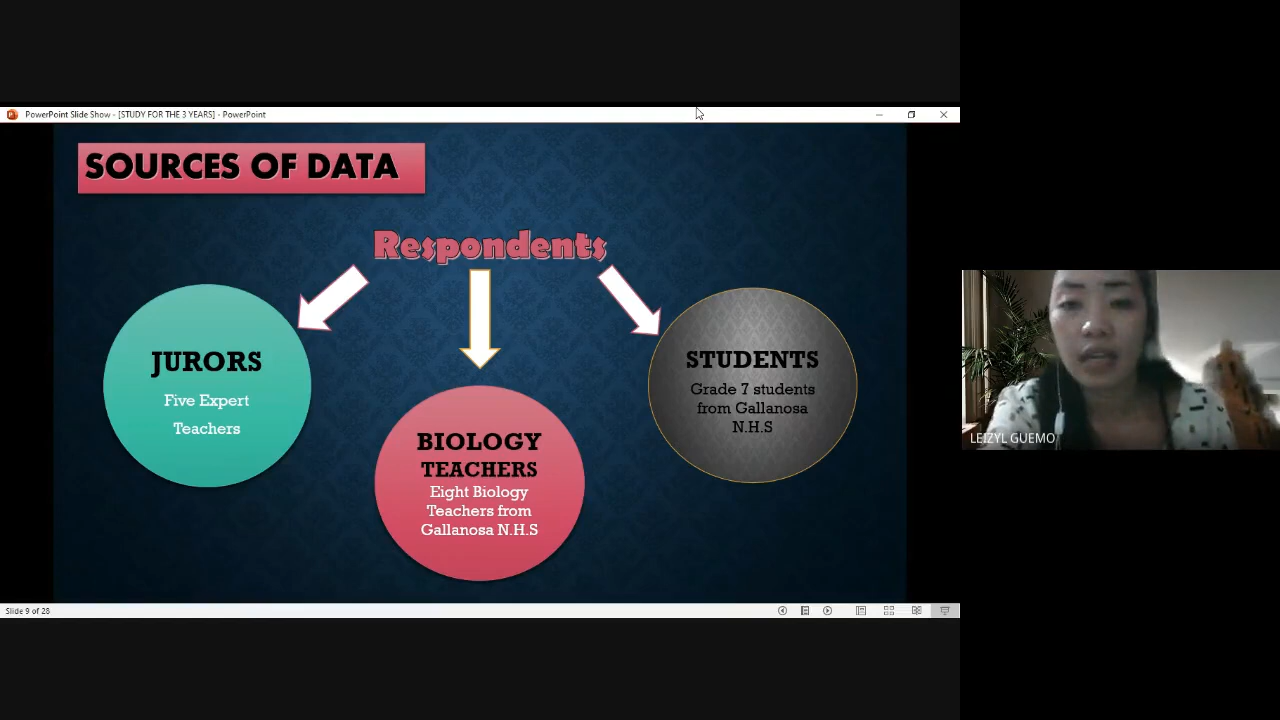 PowerPoint Slide Show - [STUDY FOR THE 3 YEARS] - PowerPoint
SOURCES OF DATA
Respondents
JURORS
Five Expert
Teachers
BIOLOGY
TEACHERS
Eight Biology
Teachers from
Gallanosa N.H.S
STUDENTS
Grade 7 students
from Gallanosa
N.H.S
LEIZYL GUEMO
Slide 9 of 28